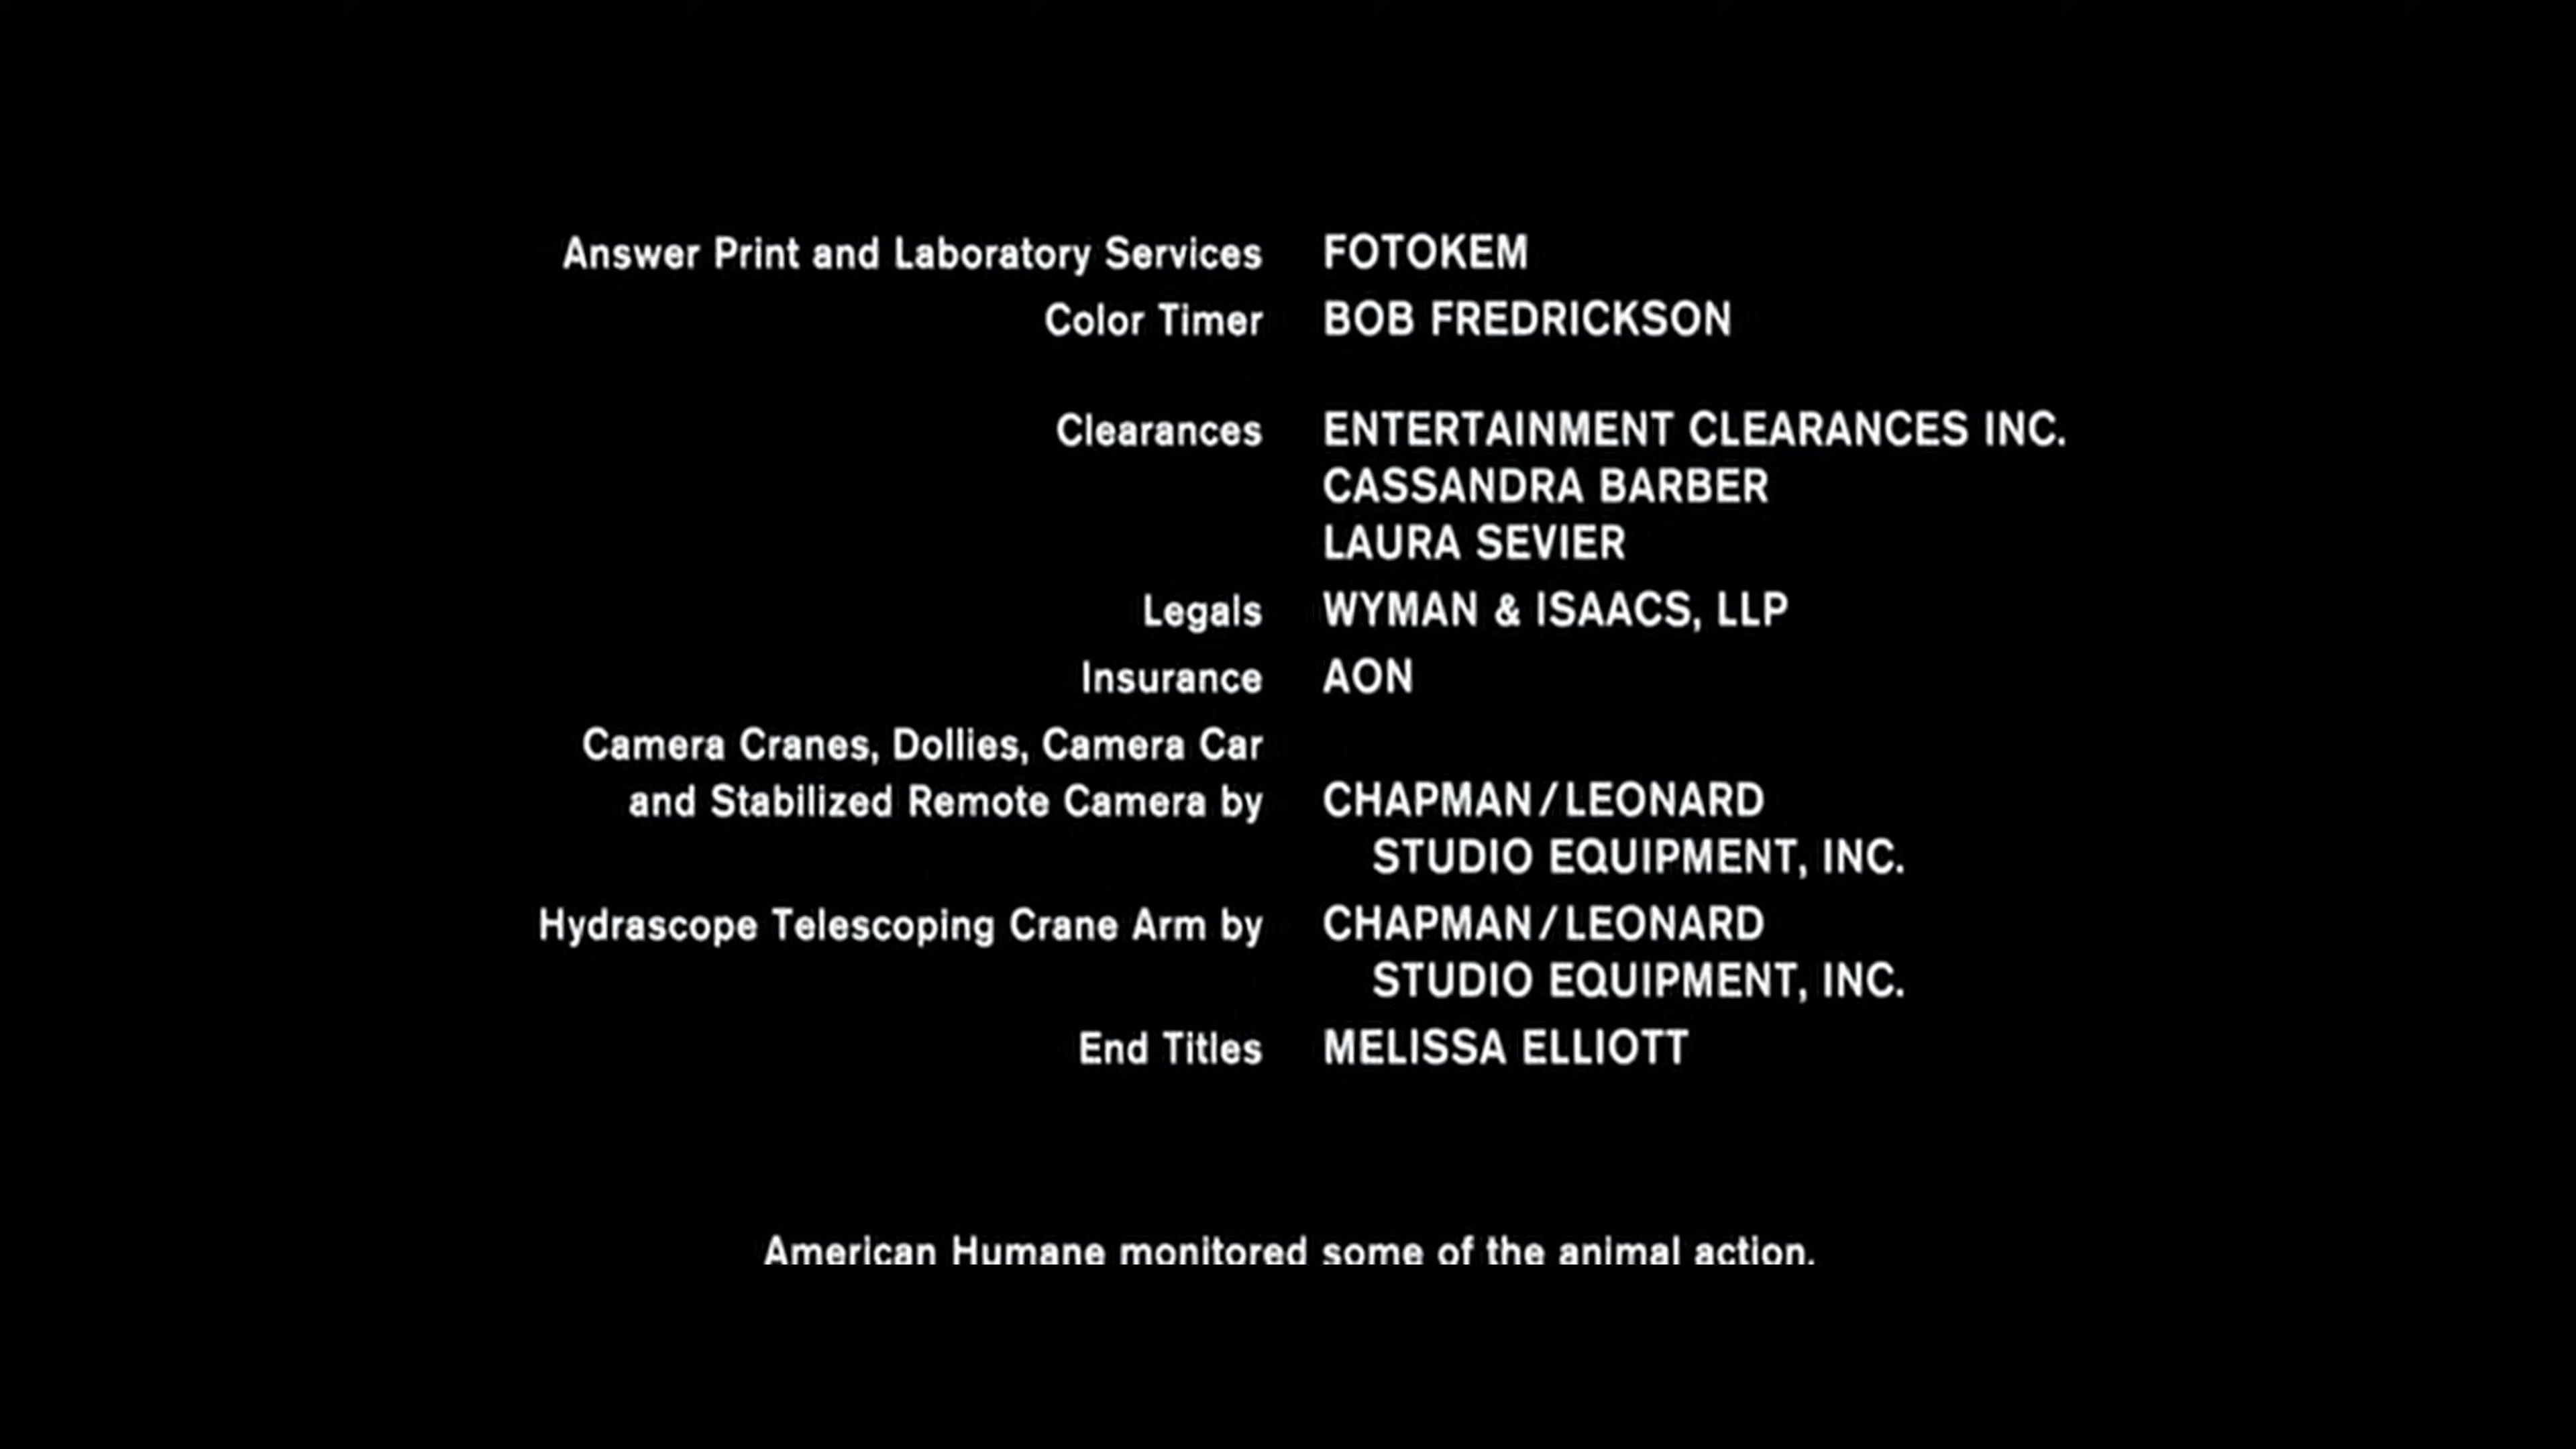 Answer Print and Laboratory Services FOTOKEM
Color Timer BOB FREDRICKSON
Clearances ENTERTAINMENT CLEARANCES INC.
CASSANDRA BARBER
LAURA SEVIER
Legals WYMAN & ISAACS, LLP
Insurance AON
Camera Cranes, Dollies, Camera Car
and Stabilized Remote Camera by CHAPMAN/LEONARD
STUDIO EQUIPMENT, INC.
Hydrascope Telescoping Crane Arm by CHAPMAN/LEONARD
STUDIO EQUIPMENT, INC.
End Titles MELISSA ELLIOTT
American Humane monitored some of the animal action.